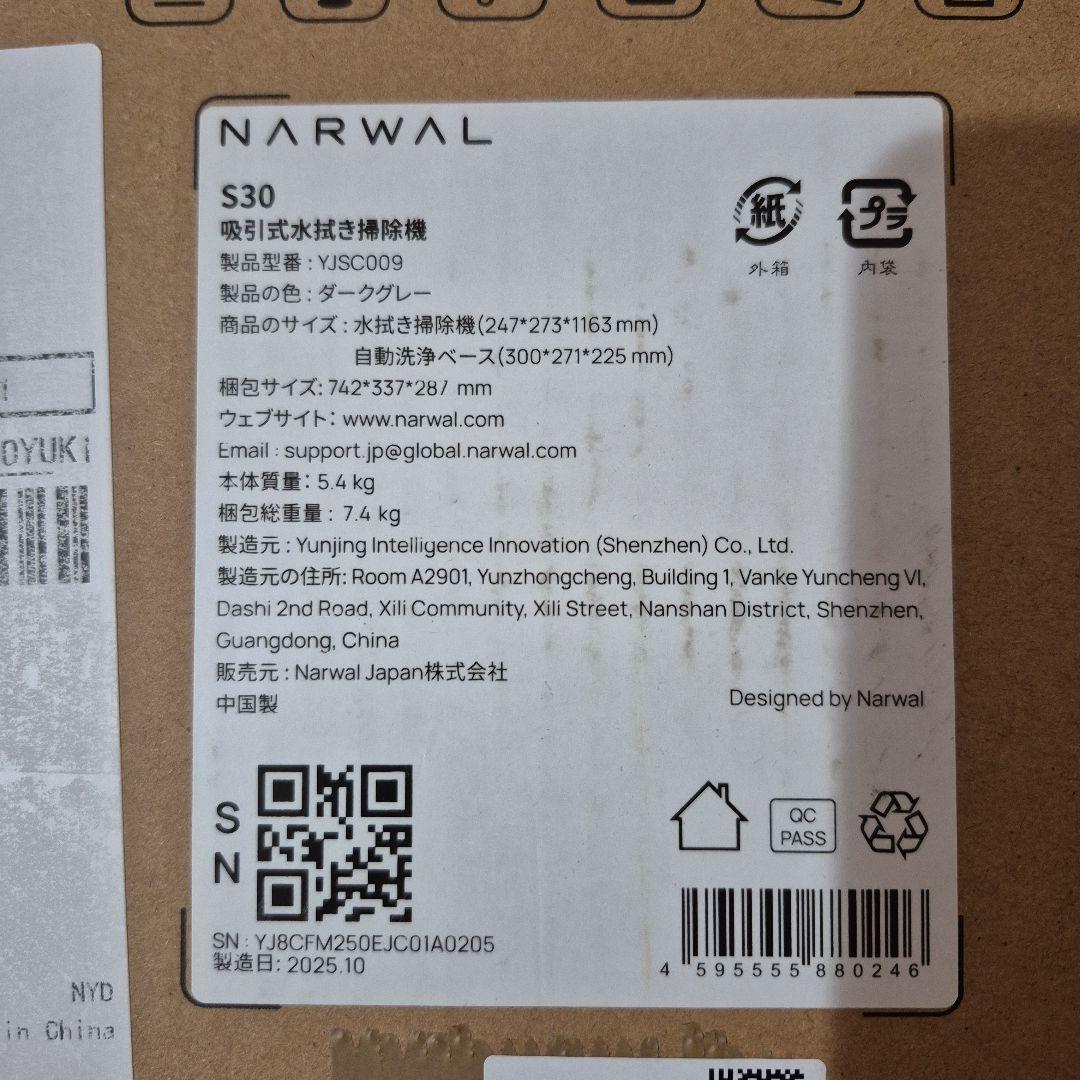 NARWAL
S30
吸引式水拭き掃除機
製品型番 : YJSC009
製品の色 : ダークグレー
商品のサイズ : 水拭き掃除機(247*273*1163 mm)
自動洗浄ベース(300*271*225 mm)
梱包サイズ: 742*337*287 mm
ウェブサイト: www.narwal.com
Email : support.jp@global.narwal.com
本体質量: 5.4 kg
梱包総重量 : 7.4 kg
製造元 : Yunjing Intelligence Innovation (Shenzhen) Co., Ltd.
製造元の住所: Room A2901, Yunzhongcheng, Building 1, Vanke Yuncheng VI,
Dashi 2nd Road, Xili Community, Xili Street, Nanshan District, Shenzhen,
Guangdong, China
販売元 : Narwal Japan株式会社
中国製
Designed by Narwal
紙
外箱
プラ
内袋
SN
QC
PASS
SN : YJ8CFM250EJC01A0205
製造日: 2025.10
4 595555 880246
OYUKI
NYD
in China